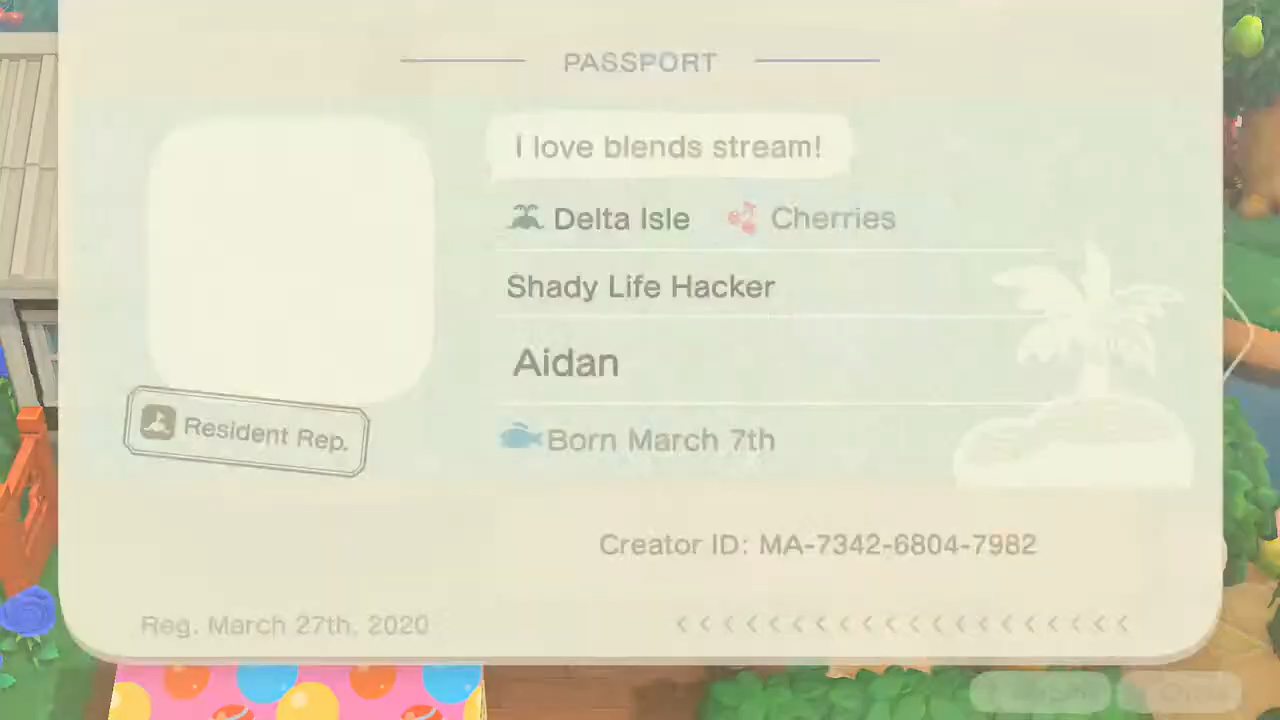 PASSPORT
I love blends stream!
Delta Isle Cherries
Shady Life Hacker
Aidan
Resident Rep.
Born March 7th
Creator ID: MA-7342-6804-7982
Reg. March 27th, 2020 <<<<<<<<<<<<<<<<<<<<